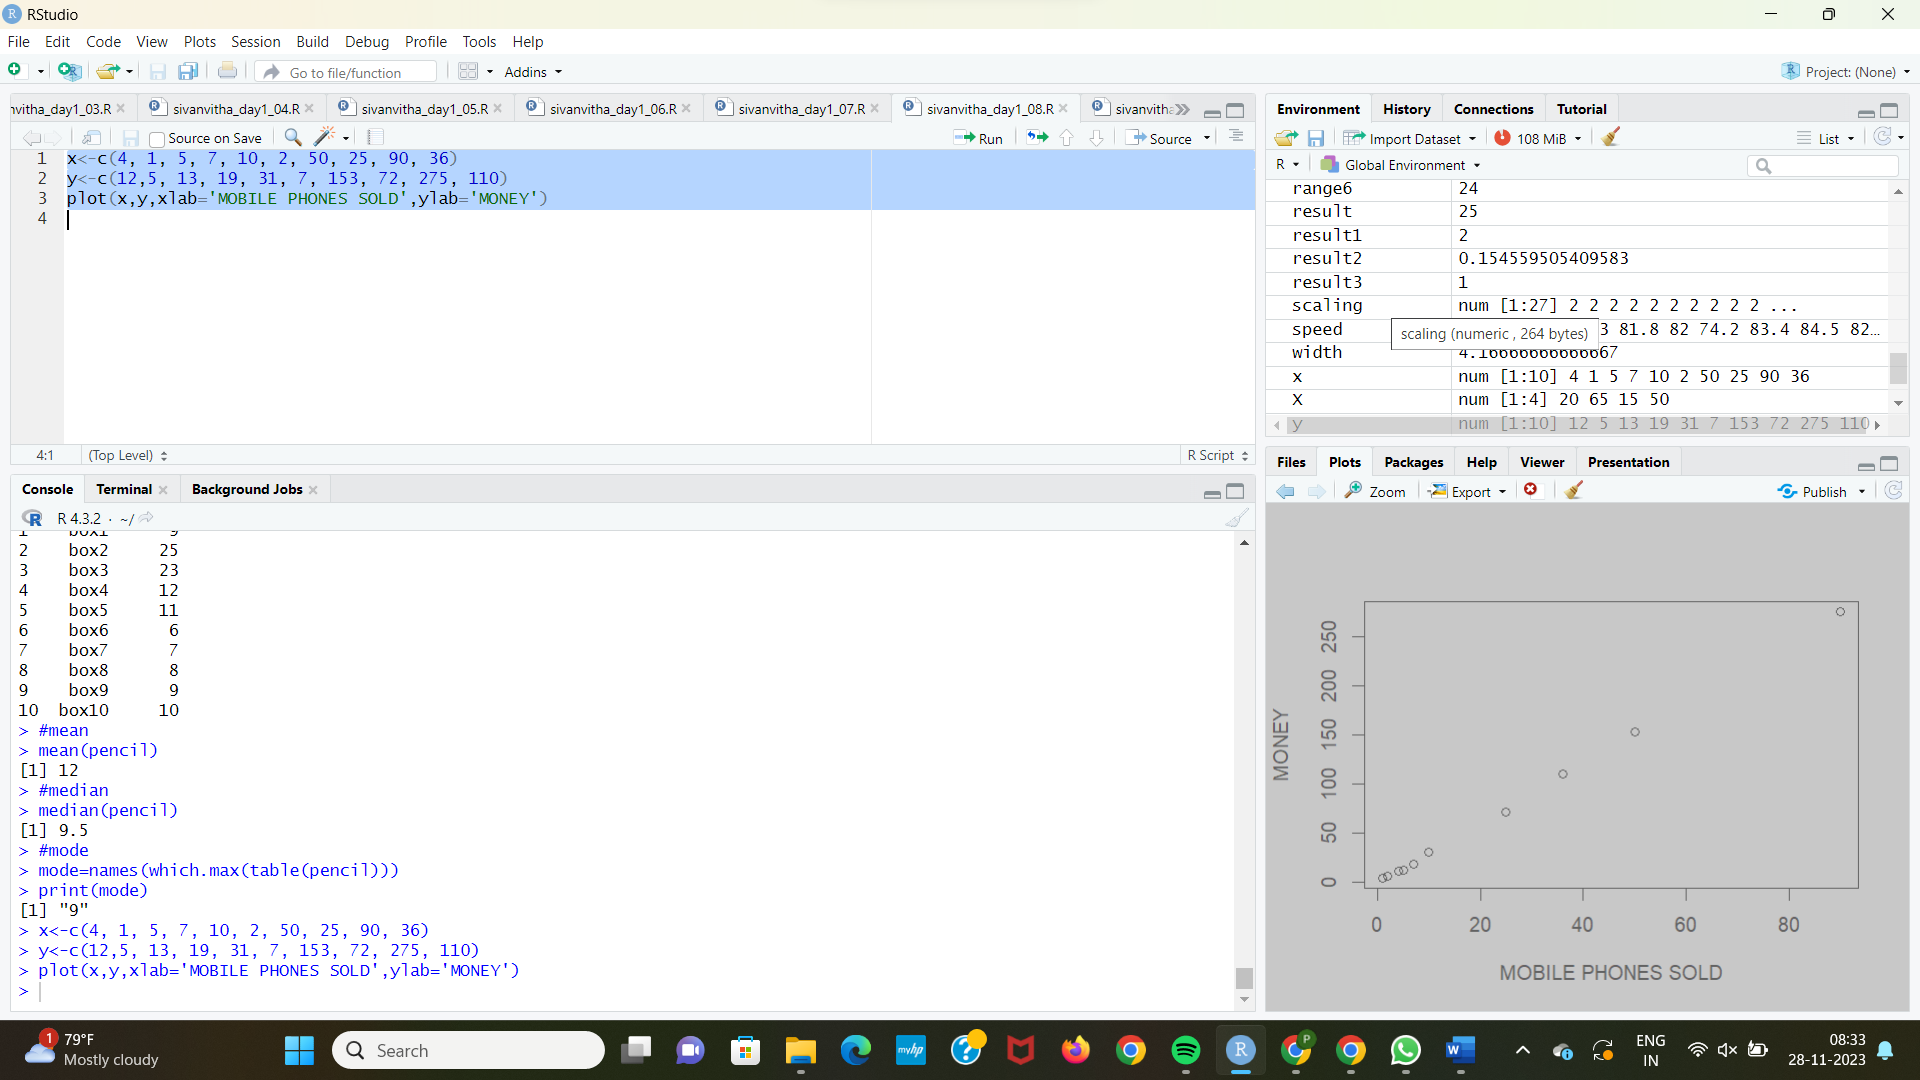 RStudio
File Edit Code View Plots Session Build Debug Profile Tools Help
Go to file/function Addins Project: (None)
nvitha_day1_03.R sivanvitha_day1_04.R sivanvitha_day1_05.R sivanvitha_day1_06.R sivanvitha_day1_07.R sivanvitha_day1_08.R sivanvitha
Source on Save Run Source
1 x<-c(4, 1, 5, 7, 10, 2, 50, 25, 90, 36)
2 y<-c(12,5, 13, 19, 31, 7, 153, 72, 275, 110)
3 plot(x,y,xlab='MOBILE PHONES SOLD',ylab='MONEY')
4
4:1 (Top Level) R Script
Console Terminal Background Jobs
R 4.3.2 · ~/
1 box1 9
2 box2 25
3 box3 23
4 box4 12
5 box5 11
6 box6 6
7 box7 7
8 box8 8
9 box9 9
10 box10 10
> #mean
> mean(pencil)
[1] 12
> #median
> median(pencil)
[1] 9.5
> #mode
> mode=names(which.max(table(pencil)))
> print(mode)
[1] "9"
> x<-c(4, 1, 5, 7, 10, 2, 50, 25, 90, 36)
> y<-c(12,5, 13, 19, 31, 7, 153, 72, 275, 110)
> plot(x,y,xlab='MOBILE PHONES SOLD',ylab='MONEY')
>
Environment History Connections Tutorial
Import Dataset 108 MiB List
R Global Environment
range6 24
result 25
result1 2
result2 0.154559505409583
result3 1
scaling num [1:27] 2 2 2 2 2 2 2 2 2 2 ...
speed 3 81.8 82 74.2 83.4 84.5 82…
scaling (numeric , 264 bytes)
width 4.16666666666667
x num [1:10] 4 1 5 7 10 2 50 25 90 36
X num [1:4] 20 65 15 50
y num [1:10] 12 5 13 19 31 7 153 72 275 110
Files Plots Packages Help Viewer Presentation
Zoom Export Publish
250
200
150
100
50
0
MONEY
0 20 40 60 80
MOBILE PHONES SOLD
1 79°F
Mostly cloudy
Search
myhp
P
ENG
IN
08:33
28-11-2023